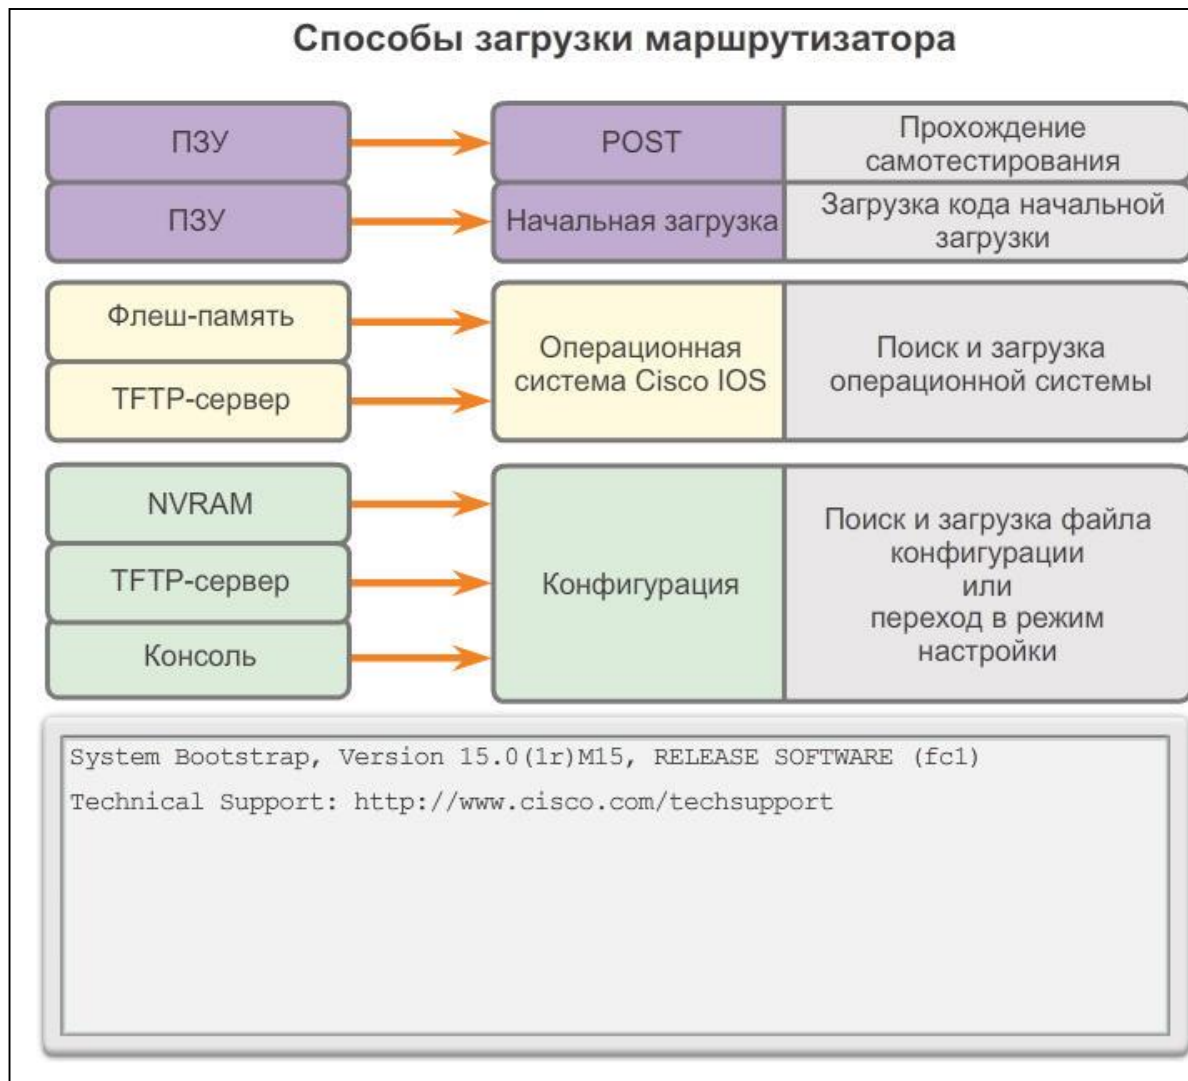 Способы загрузки маршрутизатора
ПЗУ
POST
Прохождение
самотестирования
ПЗУ
Начальная загрузка
Загрузка кода начальной
загрузки
Флеш-память
TFTP-сервер
Операционная
система Cisco IOS
Поиск и загрузка
операционной системы
NVRAM
TFTP-сервер
Консоль
Конфигурация
Поиск и загрузка файла
конфигурации
или
переход в режим
настройки
System Bootstrap, Version 15.0(1r)M15, RELEASE SOFTWARE (fc1)
Technical Support: http://www.cisco.com/techsupport